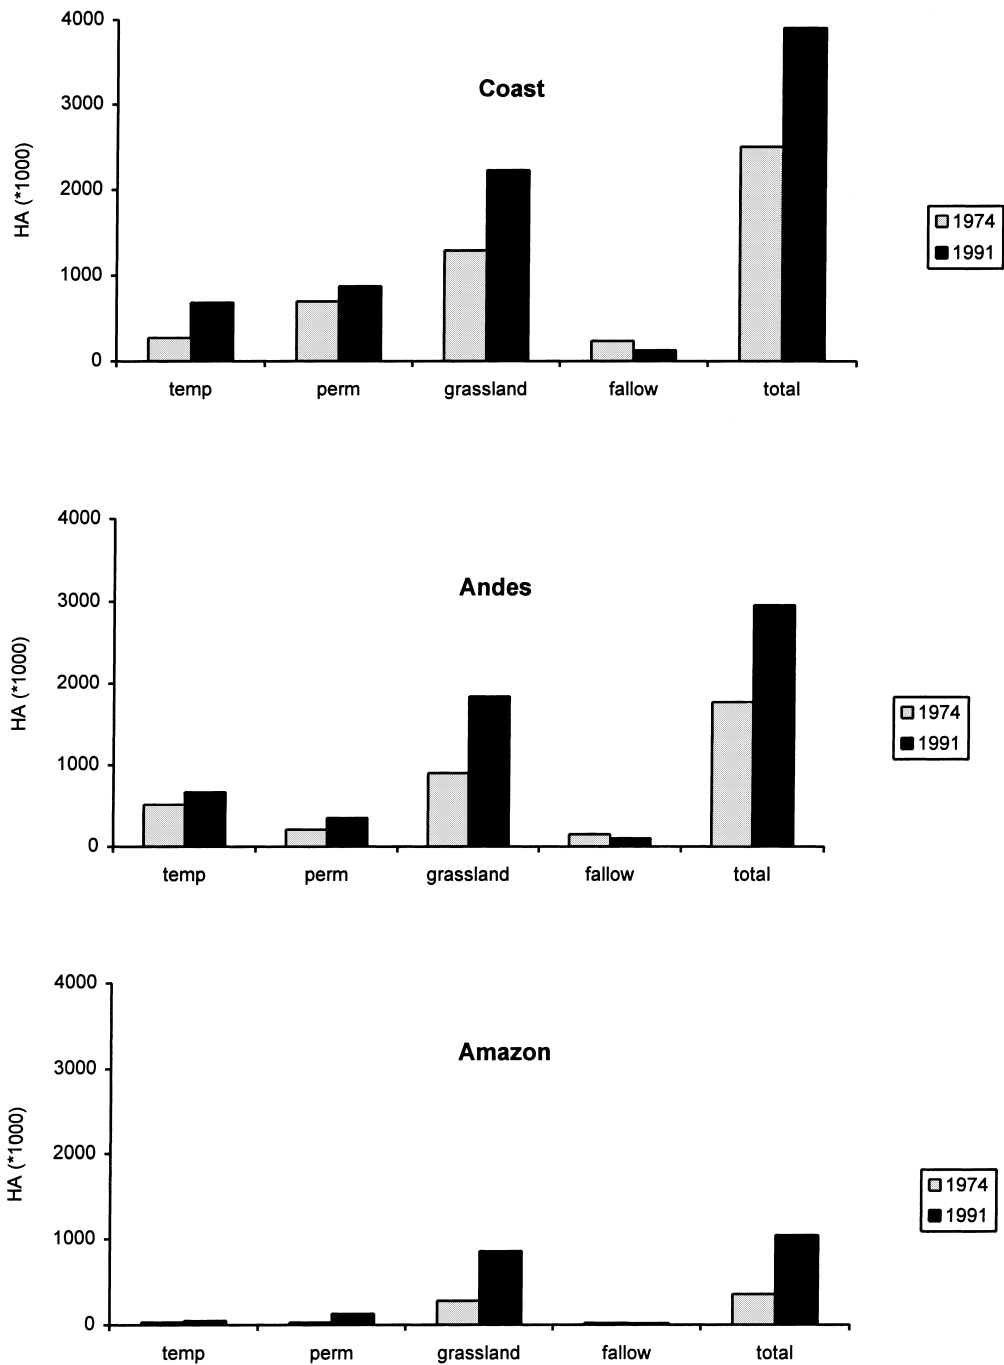 4000
Coast
3000
HA (*1000)
2000
1974
1991
1000
0
temp perm grassland fallow total
4000
Andes
3000
HA (*1000)
2000
1974
1991
1000
0
temp perm grassland fallow total
4000
Amazon
3000
HA (*1000)
2000
1974
1991
1000
0
temp perm grassland fallow total